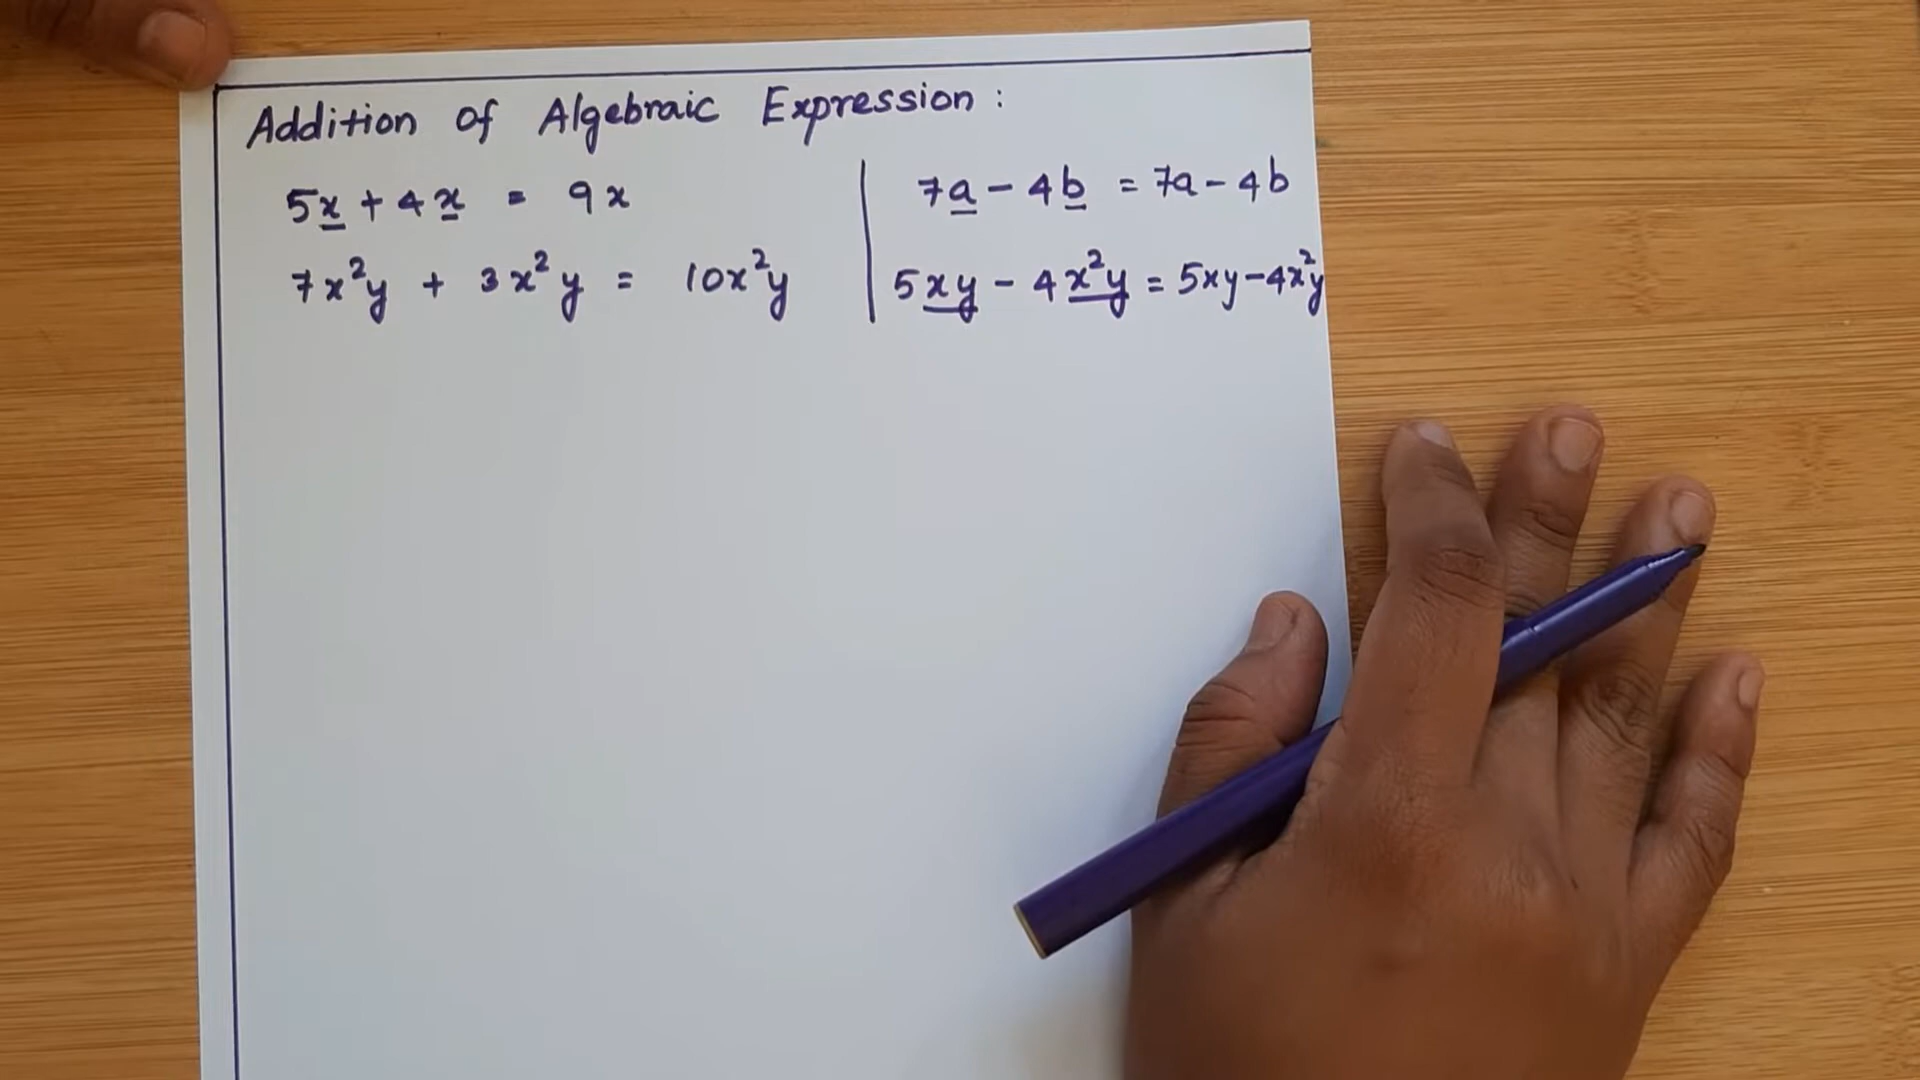 Addition of Algebraic Expression :
5x + 4x = 9x
7x²y + 3x²y = 10x²y
7a - 4b = 7a - 4b
5xy - 4x²y = 5xy - 4x²y